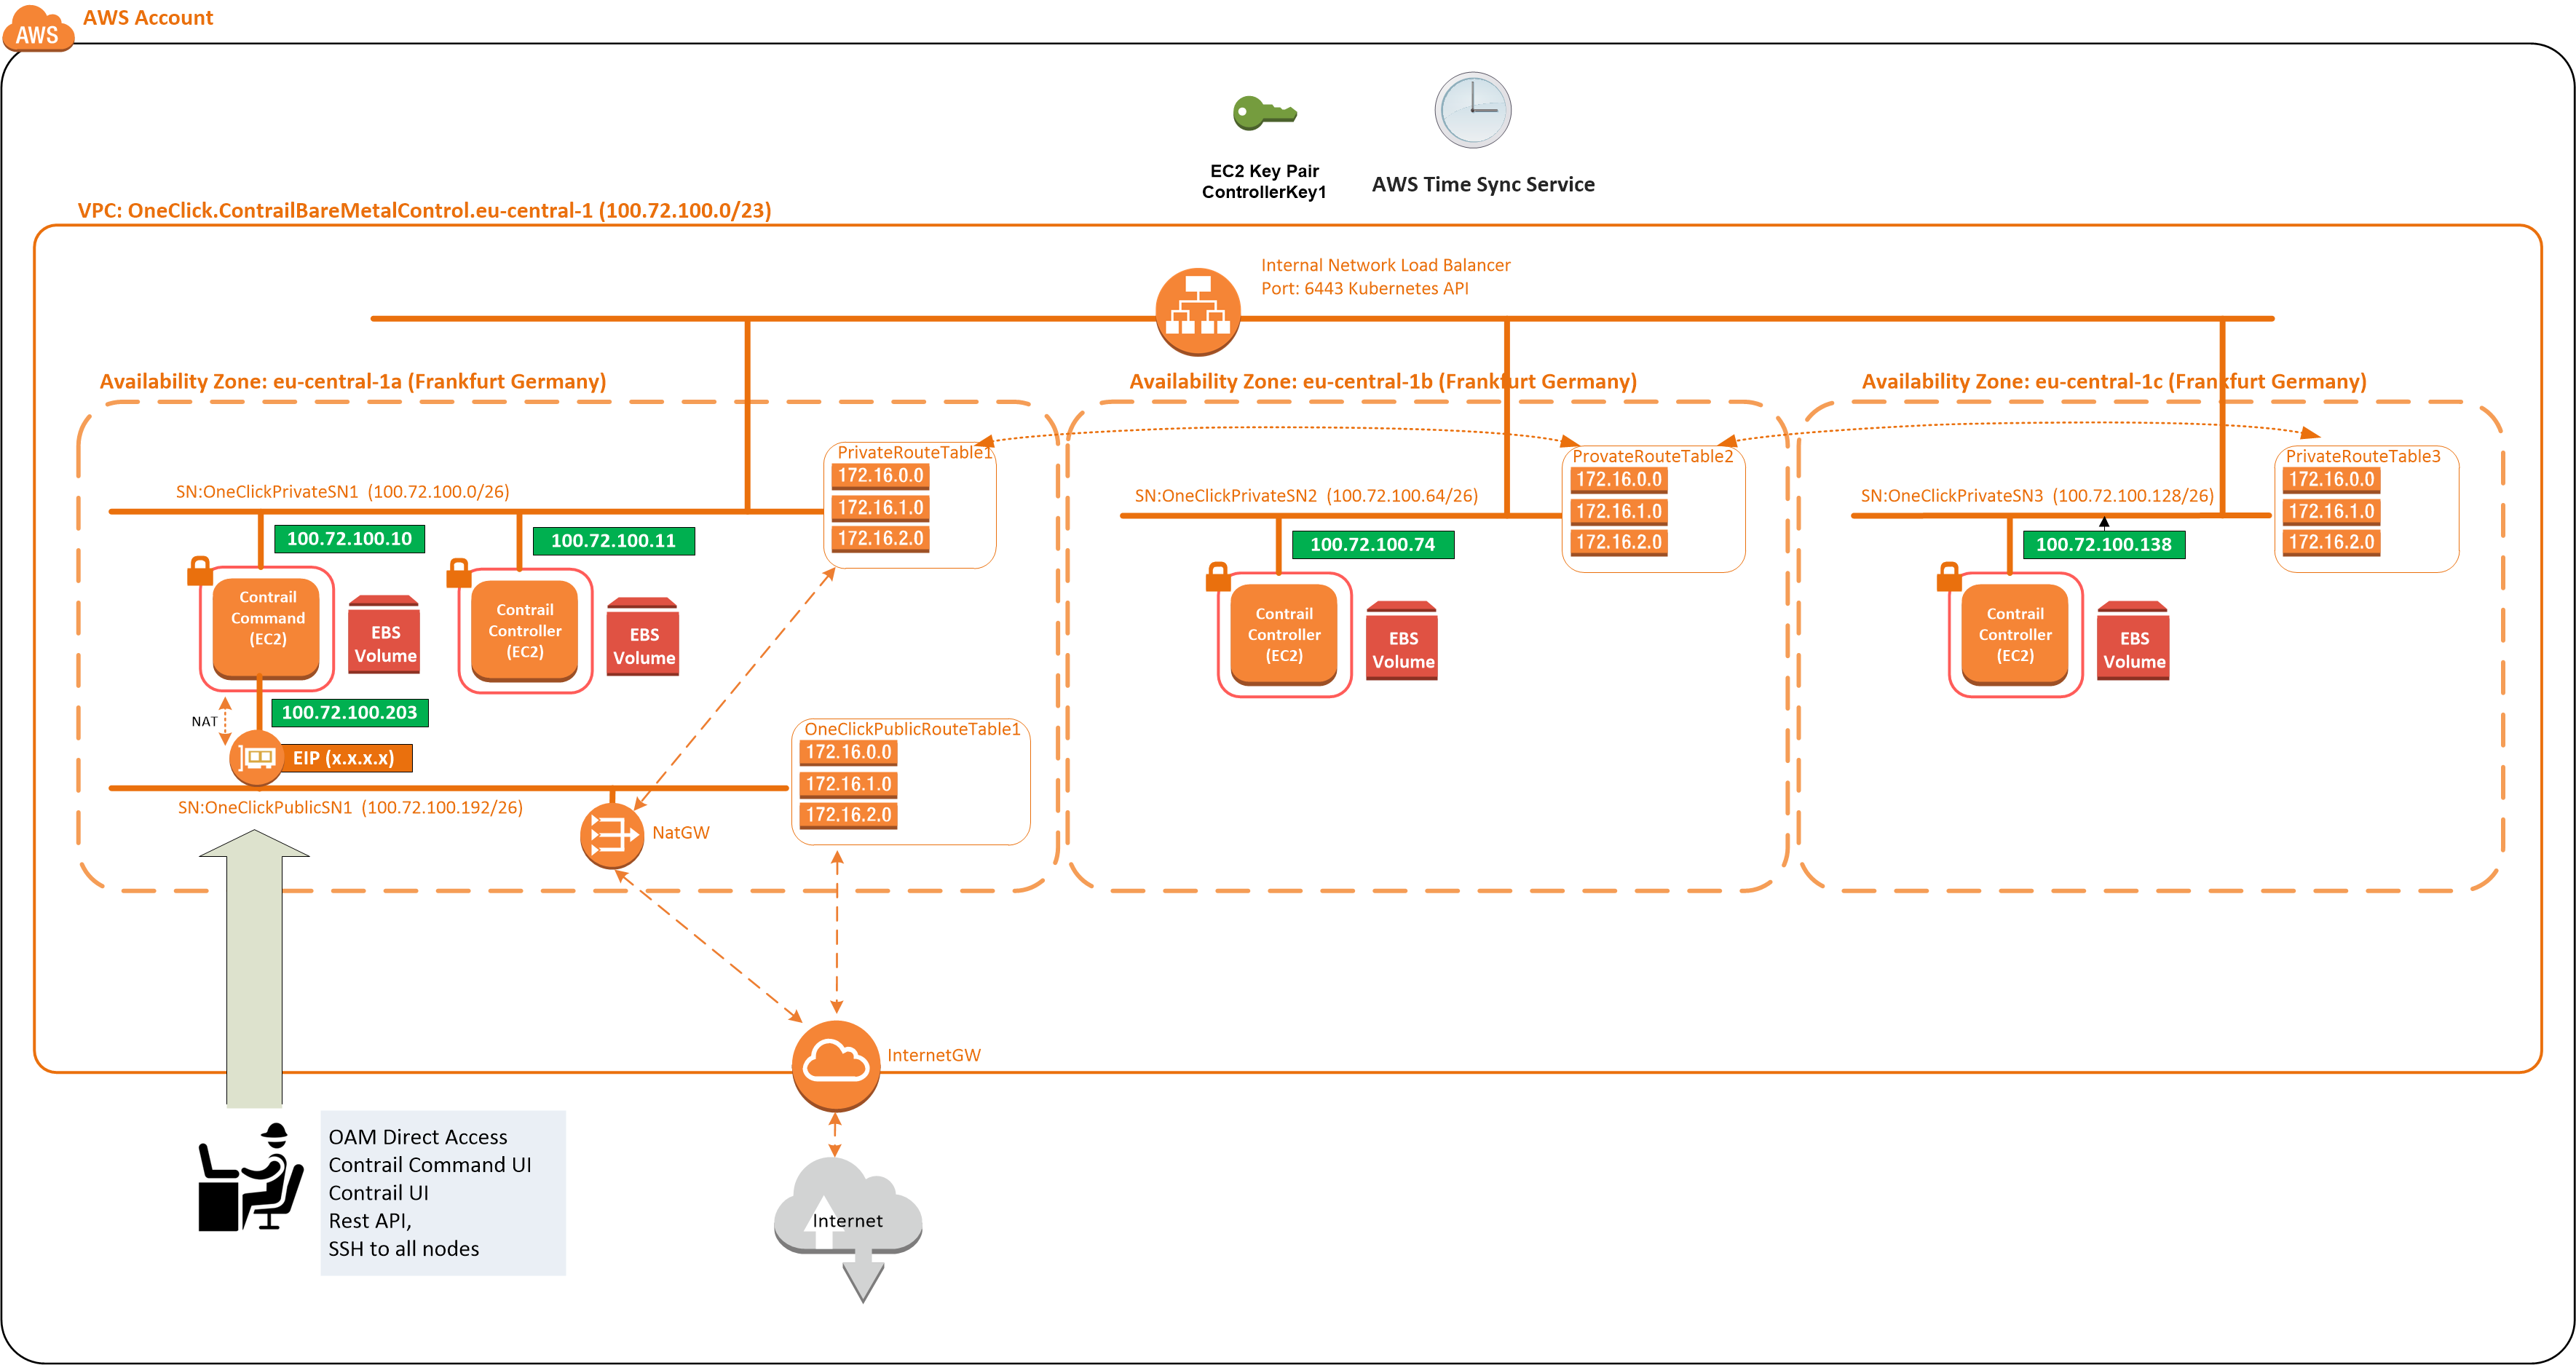 AWS
AWS Account
EC2 Key Pair
ControllerKey1
AWS Time Sync Service
VPC: OneClick.ContrailBareMetalControl.eu-central-1 (100.72.100.0/23)
Internal Network Load Balancer
Port: 6443 Kubernetes API
Availability Zone: eu-central-1a (Frankfurt Germany)
PrivateRouteTable1
172.16.0.0
172.16.1.0
172.16.2.0
SN:OneClickPrivateSN1 (100.72.100.0/26)
100.72.100.10
100.72.100.11
Contrail
Command
(EC2)
EBS
Volume
Contrail
Controller
(EC2)
EBS
Volume
NAT
100.72.100.203
EIP (x.x.x.x)
SN:OneClickPublicSN1 (100.72.100.192/26)
NatGW
OneClickPublicRouteTable1
172.16.0.0
172.16.1.0
172.16.2.0
Availability Zone: eu-central-1b (Frankfurt Germany)
ProvateRouteTable2
172.16.0.0
172.16.1.0
172.16.2.0
SN:OneClickPrivateSN2 (100.72.100.64/26)
100.72.100.74
Contrail
Controller
(EC2)
EBS
Volume
Availability Zone: eu-central-1c (Frankfurt Germany)
PrivateRouteTable3
172.16.0.0
172.16.1.0
172.16.2.0
SN:OneClickPrivateSN3 (100.72.100.128/26)
100.72.100.138
Contrail
Controller
(EC2)
EBS
Volume
InternetGW
OAM Direct Access
Contrail Command UI
Contrail UI
Rest API,
SSH to all nodes
Internet